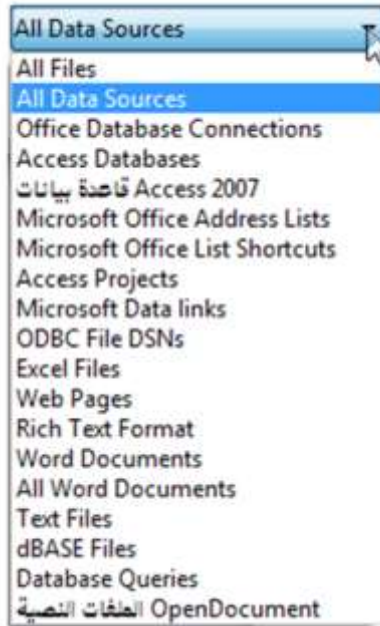 All Data Sources
All Files
All Data Sources
Office Database Connections
Access Databases
قاعدة بيانات Access 2007
Microsoft Office Address Lists
Microsoft Office List Shortcuts
Access Projects
Microsoft Data links
ODBC File DSNs
Excel Files
Web Pages
Rich Text Format
Word Documents
All Word Documents
Text Files
dBASE Files
Database Queries
الملفات النصية OpenDocument